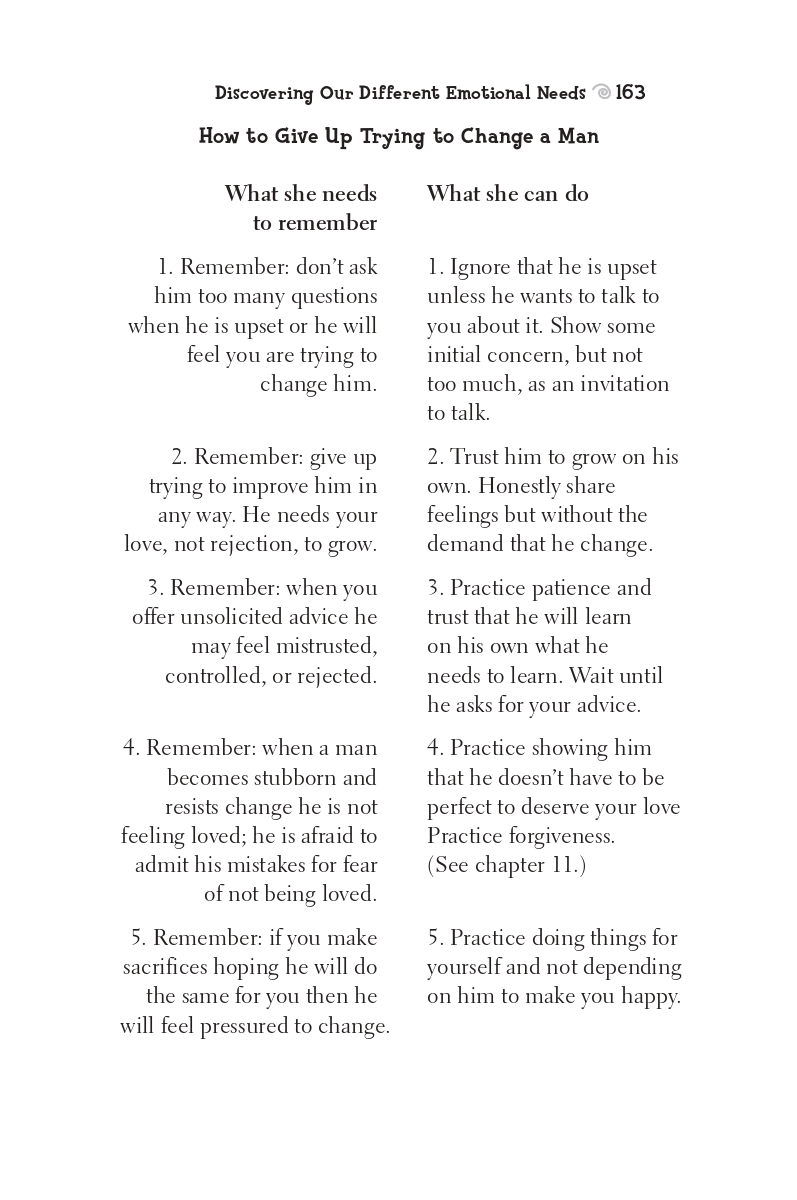 Discovering Our Different Emotional Needs 163
How to Give Up Trying to Change a Man
What she needs
to remember
What she can do
1. Remember: don’t ask
him too many questions
when he is upset or he will
feel you are trying to
change him.
1. Ignore that he is upset
unless he wants to talk to
you about it. Show some
initial concern, but not
too much, as an invitation
to talk.
2. Remember: give up
trying to improve him in
any way. He needs your
love, not rejection, to grow.
2. Trust him to grow on his
own. Honestly share
feelings but without the
demand that he change.
3. Remember: when you
offer unsolicited advice he
may feel mistrusted,
controlled, or rejected.
3. Practice patience and
trust that he will learn
on his own what he
needs to learn. Wait until
he asks for your advice.
4. Remember: when a man
becomes stubborn and
resists change he is not
feeling loved; he is afraid to
admit his mistakes for fear
of not being loved.
4. Practice showing him
that he doesn’t have to be
perfect to deserve your love
Practice forgiveness.
(See chapter 11.)
5. Remember: if you make
sacrifices hoping he will do
the same for you then he
will feel pressured to change.
5. Practice doing things for
yourself and not depending
on him to make you happy.